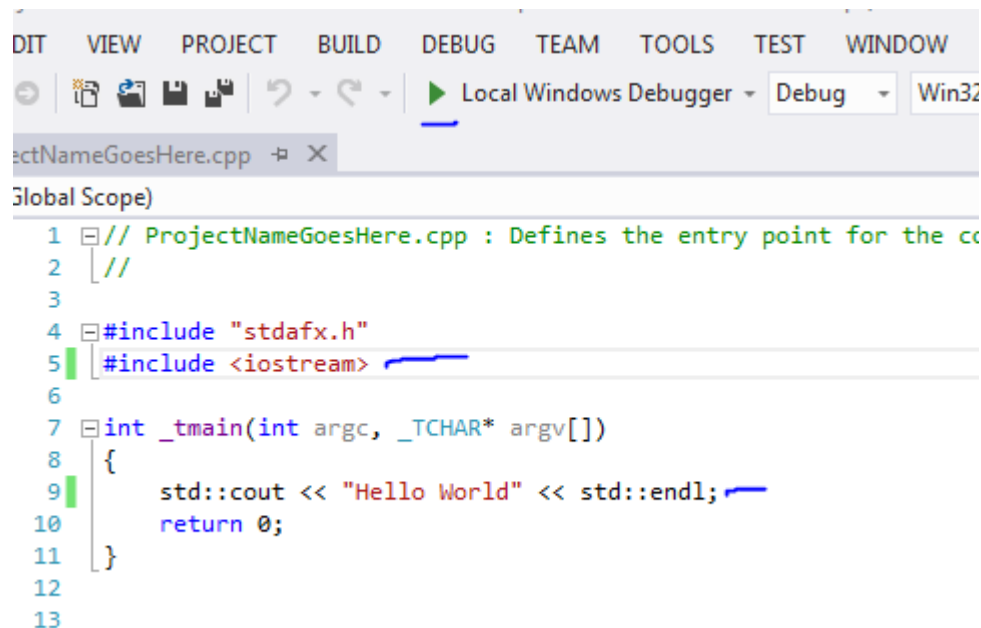 DIT VIEW PROJECT BUILD DEBUG TEAM TOOLS TEST WINDOW
Local Windows Debugger Debug Win32
ectNameGoesHere.cpp
Global Scope)
1 // ProjectNameGoesHere.cpp : Defines the entry point for the co
2 //
3
4 #include "stdafx.h"
5 #include <iostream>
6
7 int _tmain(int argc, _TCHAR* argv[])
8 {
9 std::cout << "Hello World" << std::endl;
10 return 0;
11 }
12
13